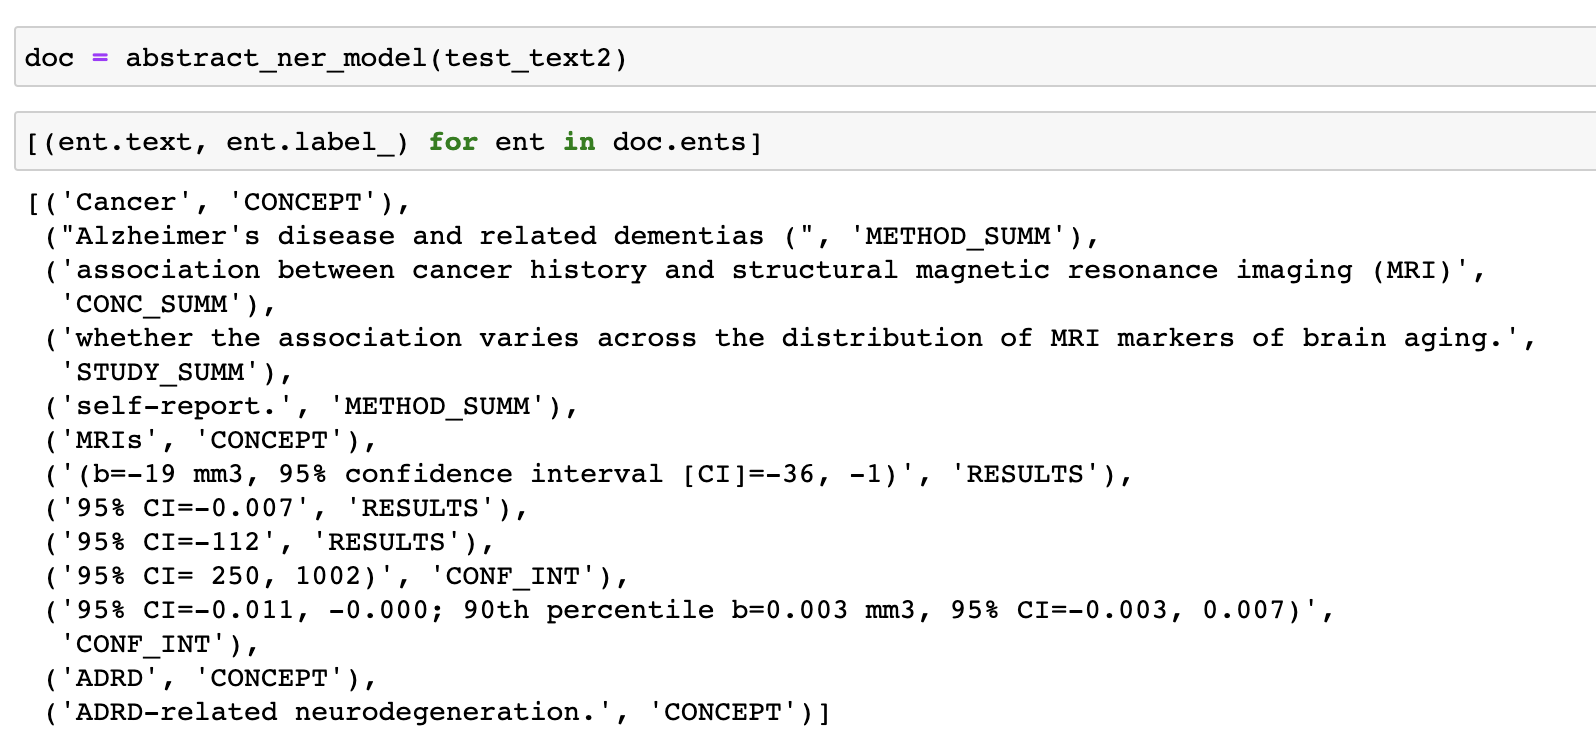 doc = abstract_ner_model(test_text2)
[(ent.text, ent.label_) for ent in doc.ents]
[('Cancer', 'CONCEPT'),
("Alzheimer's disease and related dementias (", 'METHOD_SUMM'),
('association between cancer history and structural magnetic resonance imaging (MRI)',
'CONC_SUMM'),
('whether the association varies across the distribution of MRI markers of brain aging.',
'STUDY_SUMM'),
('self-report.', 'METHOD_SUMM'),
('MRIs', 'CONCEPT'),
('(b=-19 mm3, 95% confidence interval [CI]=-36, -1)', 'RESULTS'),
('95% CI=-0.007', 'RESULTS'),
('95% CI=-112', 'RESULTS'),
('95% CI= 250, 1002)', 'CONF_INT'),
('95% CI=-0.011, -0.000; 90th percentile b=0.003 mm3, 95% CI=-0.003, 0.007)',
'CONF_INT'),
('ADRD', 'CONCEPT'),
('ADRD-related neurodegeneration.', 'CONCEPT')]